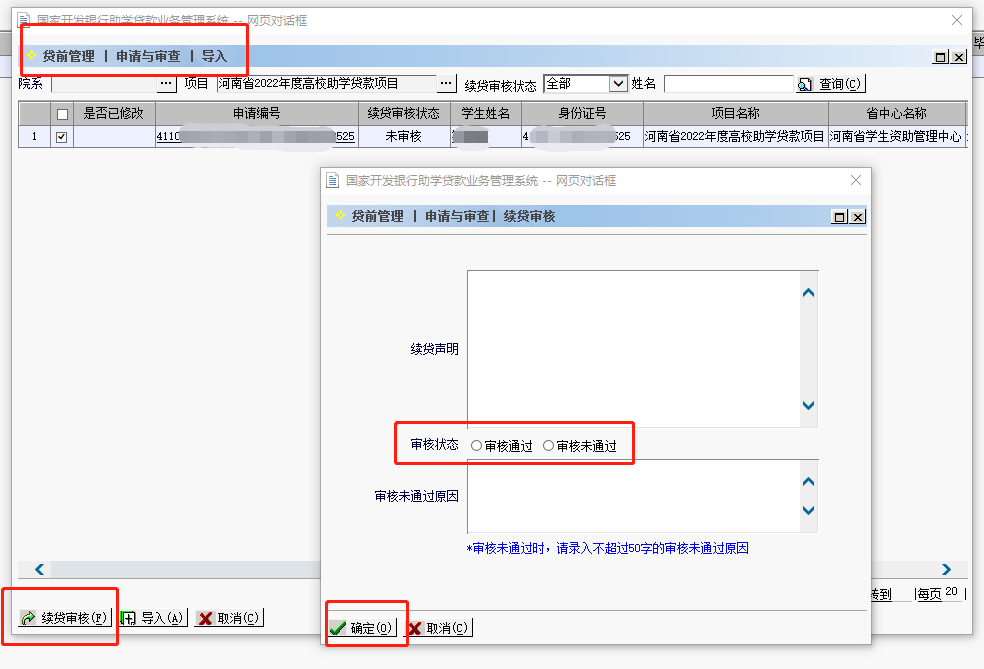 国家开发银行助学贷款业务管理系统 -- 网页对话框
贷前管理 | 申请与审查 | 导入
院系 ... 项目 河南省2022年度高校助学贷款项目 ... 续贷审核状态 全部 姓名 查询(C)
是否已修改 申请编号 续贷审核状态 学生姓名 身份证号 项目名称 省中心名称
1 4110 525 未审核 4 525 河南省2022年度高校助学贷款项目 河南省学生资助管理中心
国家开发银行助学贷款业务管理系统 -- 网页对话框
贷前管理 | 申请与审查| 续贷审核
续贷声明
审核状态 审核通过 审核未通过
审核未通过原因
*审核未通过时，请录入不超过50字的审核未通过原因
转到 |每页 20 |
续贷审核(F) 导入(A) 取消(C)
确定(O) 取消(C)